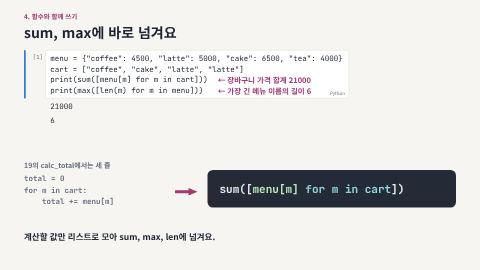 4. 함수와 함께 쓰기
sum, max에 바로 넘겨요
[1] menu = {"coffee": 4500, "latte": 5000, "cake": 6500, "tea": 4000}
cart = ["coffee", "cake", "latte", "latte"]
print(sum([menu[m] for m in cart])) ← 장바구니 가격 합계 21000
print(max([len(m) for m in menu])) ← 가장 긴 메뉴 이름의 길이 6
Python
21000
6
19의 calc_total에서는 세 줄
total = 0
for m in cart:
    total += menu[m]
sum([menu[m] for m in cart])
계산할 값만 리스트로 모아 sum, max, len에 넘겨요.